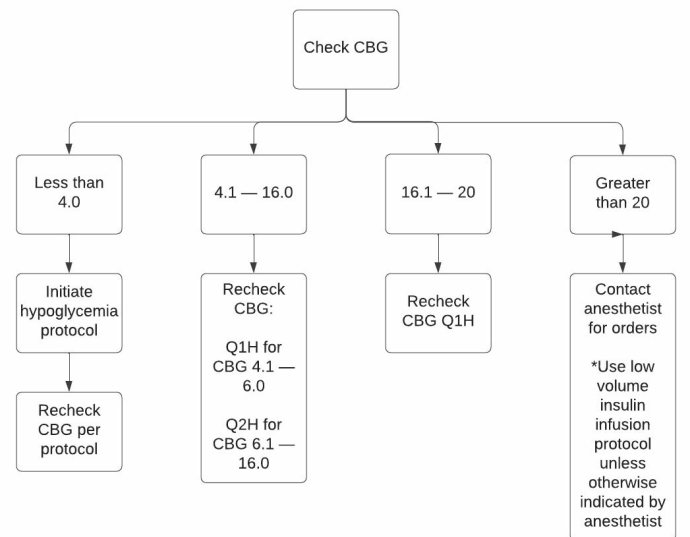 Check CBG
Less than
4.0
4.1 — 16.0
16.1 — 20
Greater
than 20
Initiate
hypoglycemia
protocol
Recheck
CBG:
Q1H for
CBG 4.1 —
6.0
Q2H for
CBG 6.1 —
16.0
Recheck
CBG Q1H
Contact
anesthetist
for orders
*Use low
volume
insulin
infusion
protocol
unless
otherwise
indicated by
anesthetist
Recheck
CBG per
protocol